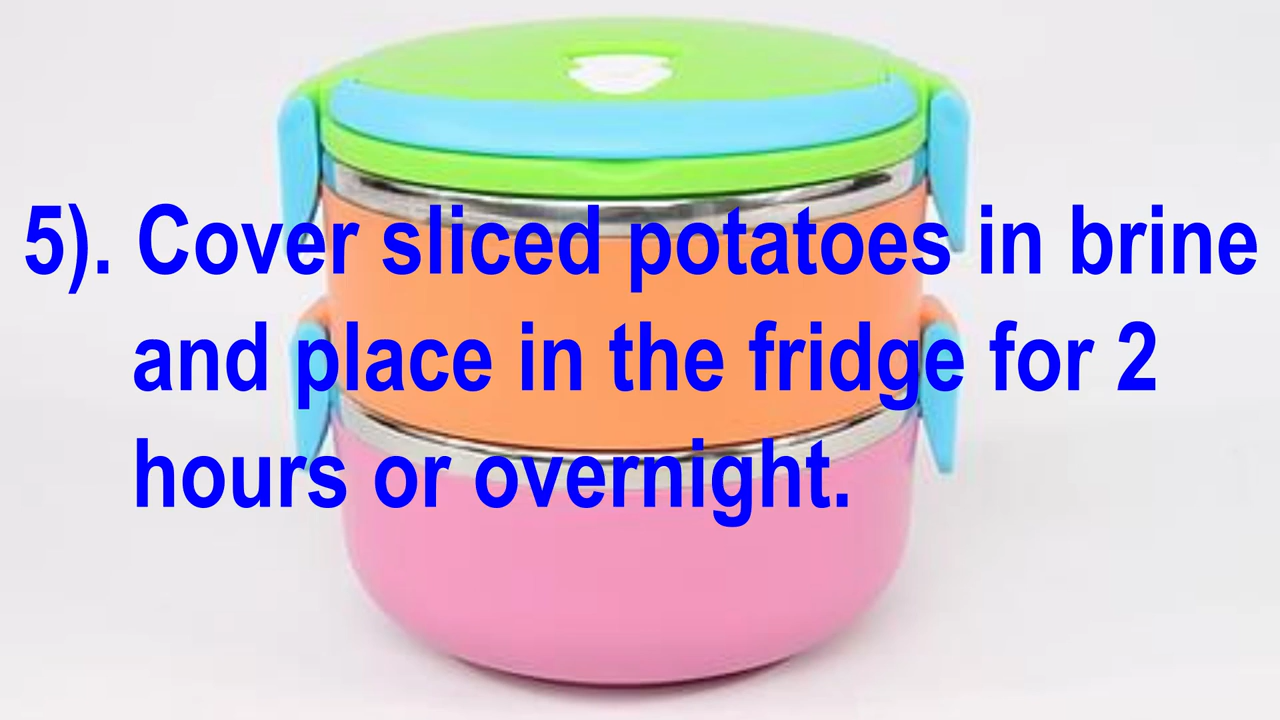 5). Cover sliced potatoes in brine
and place in the fridge for 2
hours or overnight.